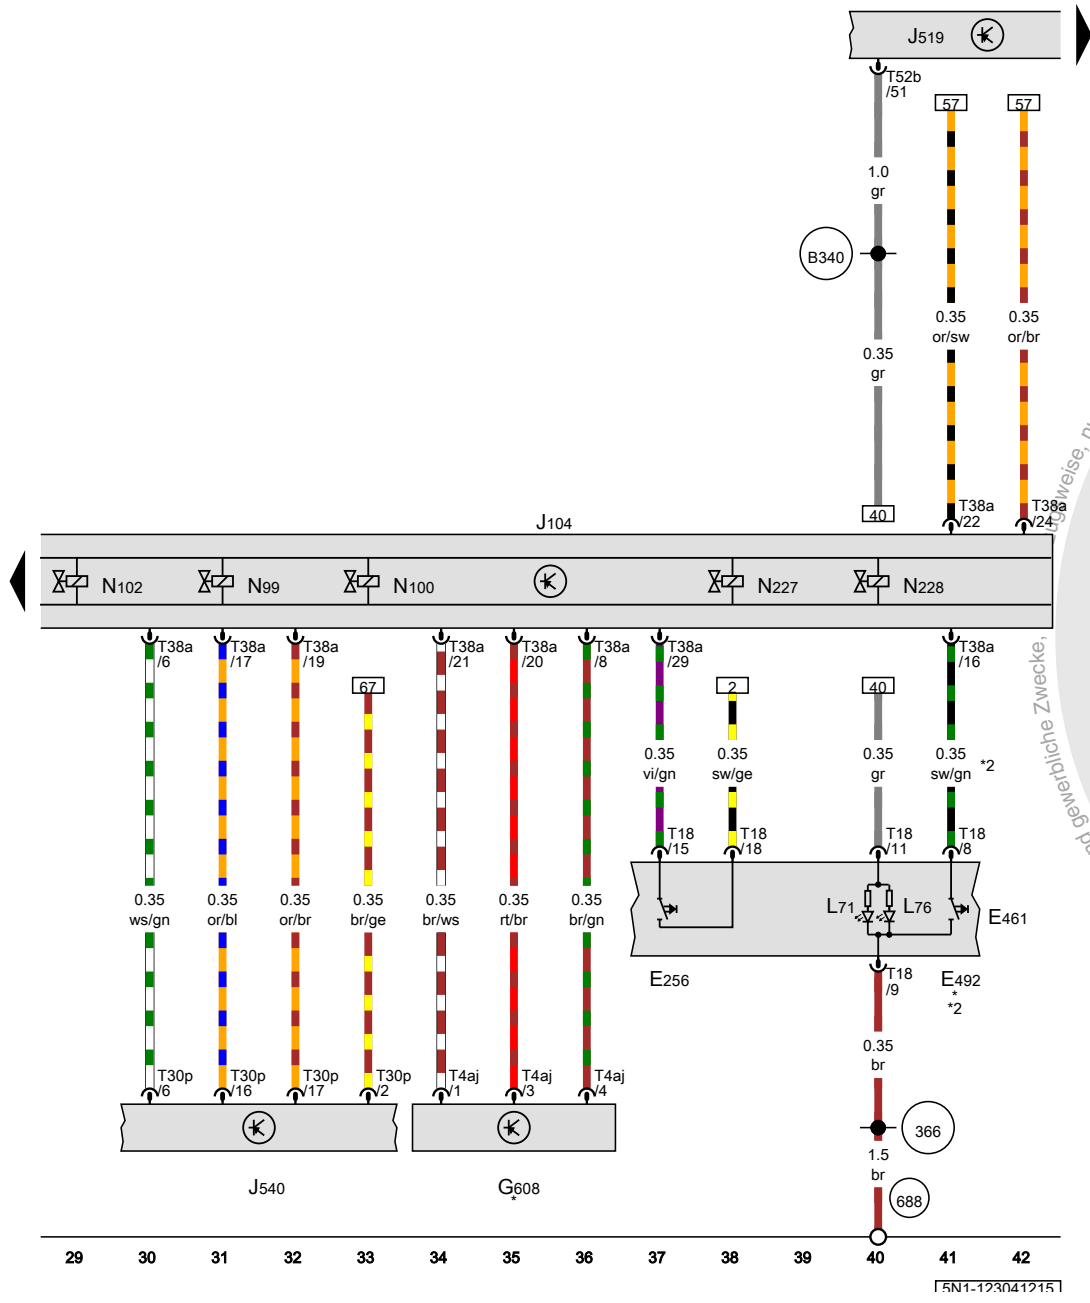 J519
T52b
/51
57
57
1.0
gr
B340
0.35
or/sw
0.35
or/br
0.35
gr
40
T38a
/22
T38a
/24
J104
N102
N99
N100
N227
N228
T38a
/6
T38a
/17
T38a
/19
T38a
/21
T38a
/20
T38a
/8
T38a
/29
T38a
/16
67
2
40
0.35
vi/gn
0.35
sw/ge
0.35
gr
0.35
sw/gn
*2
T18
/15
T18
/18
T18
/11
T18
/8
0.35
ws/gn
0.35
or/bl
0.35
or/br
0.35
br/ge
0.35
br/ws
0.35
rt/br
0.35
br/gn
L71
L76
E461
E256
T18
/9
E492
*
*2
0.35
br
T30p
/6
T30p
/16
T30p
/17
T30p
/2
T4aj
/1
T4aj
/3
T4aj
/4
366
1.5
br
J540
G608
*
688
29 30 31 32 33 34 35 36 37 38 39 40 41 42
5N1-123041215
gewerbliche Zwecke,